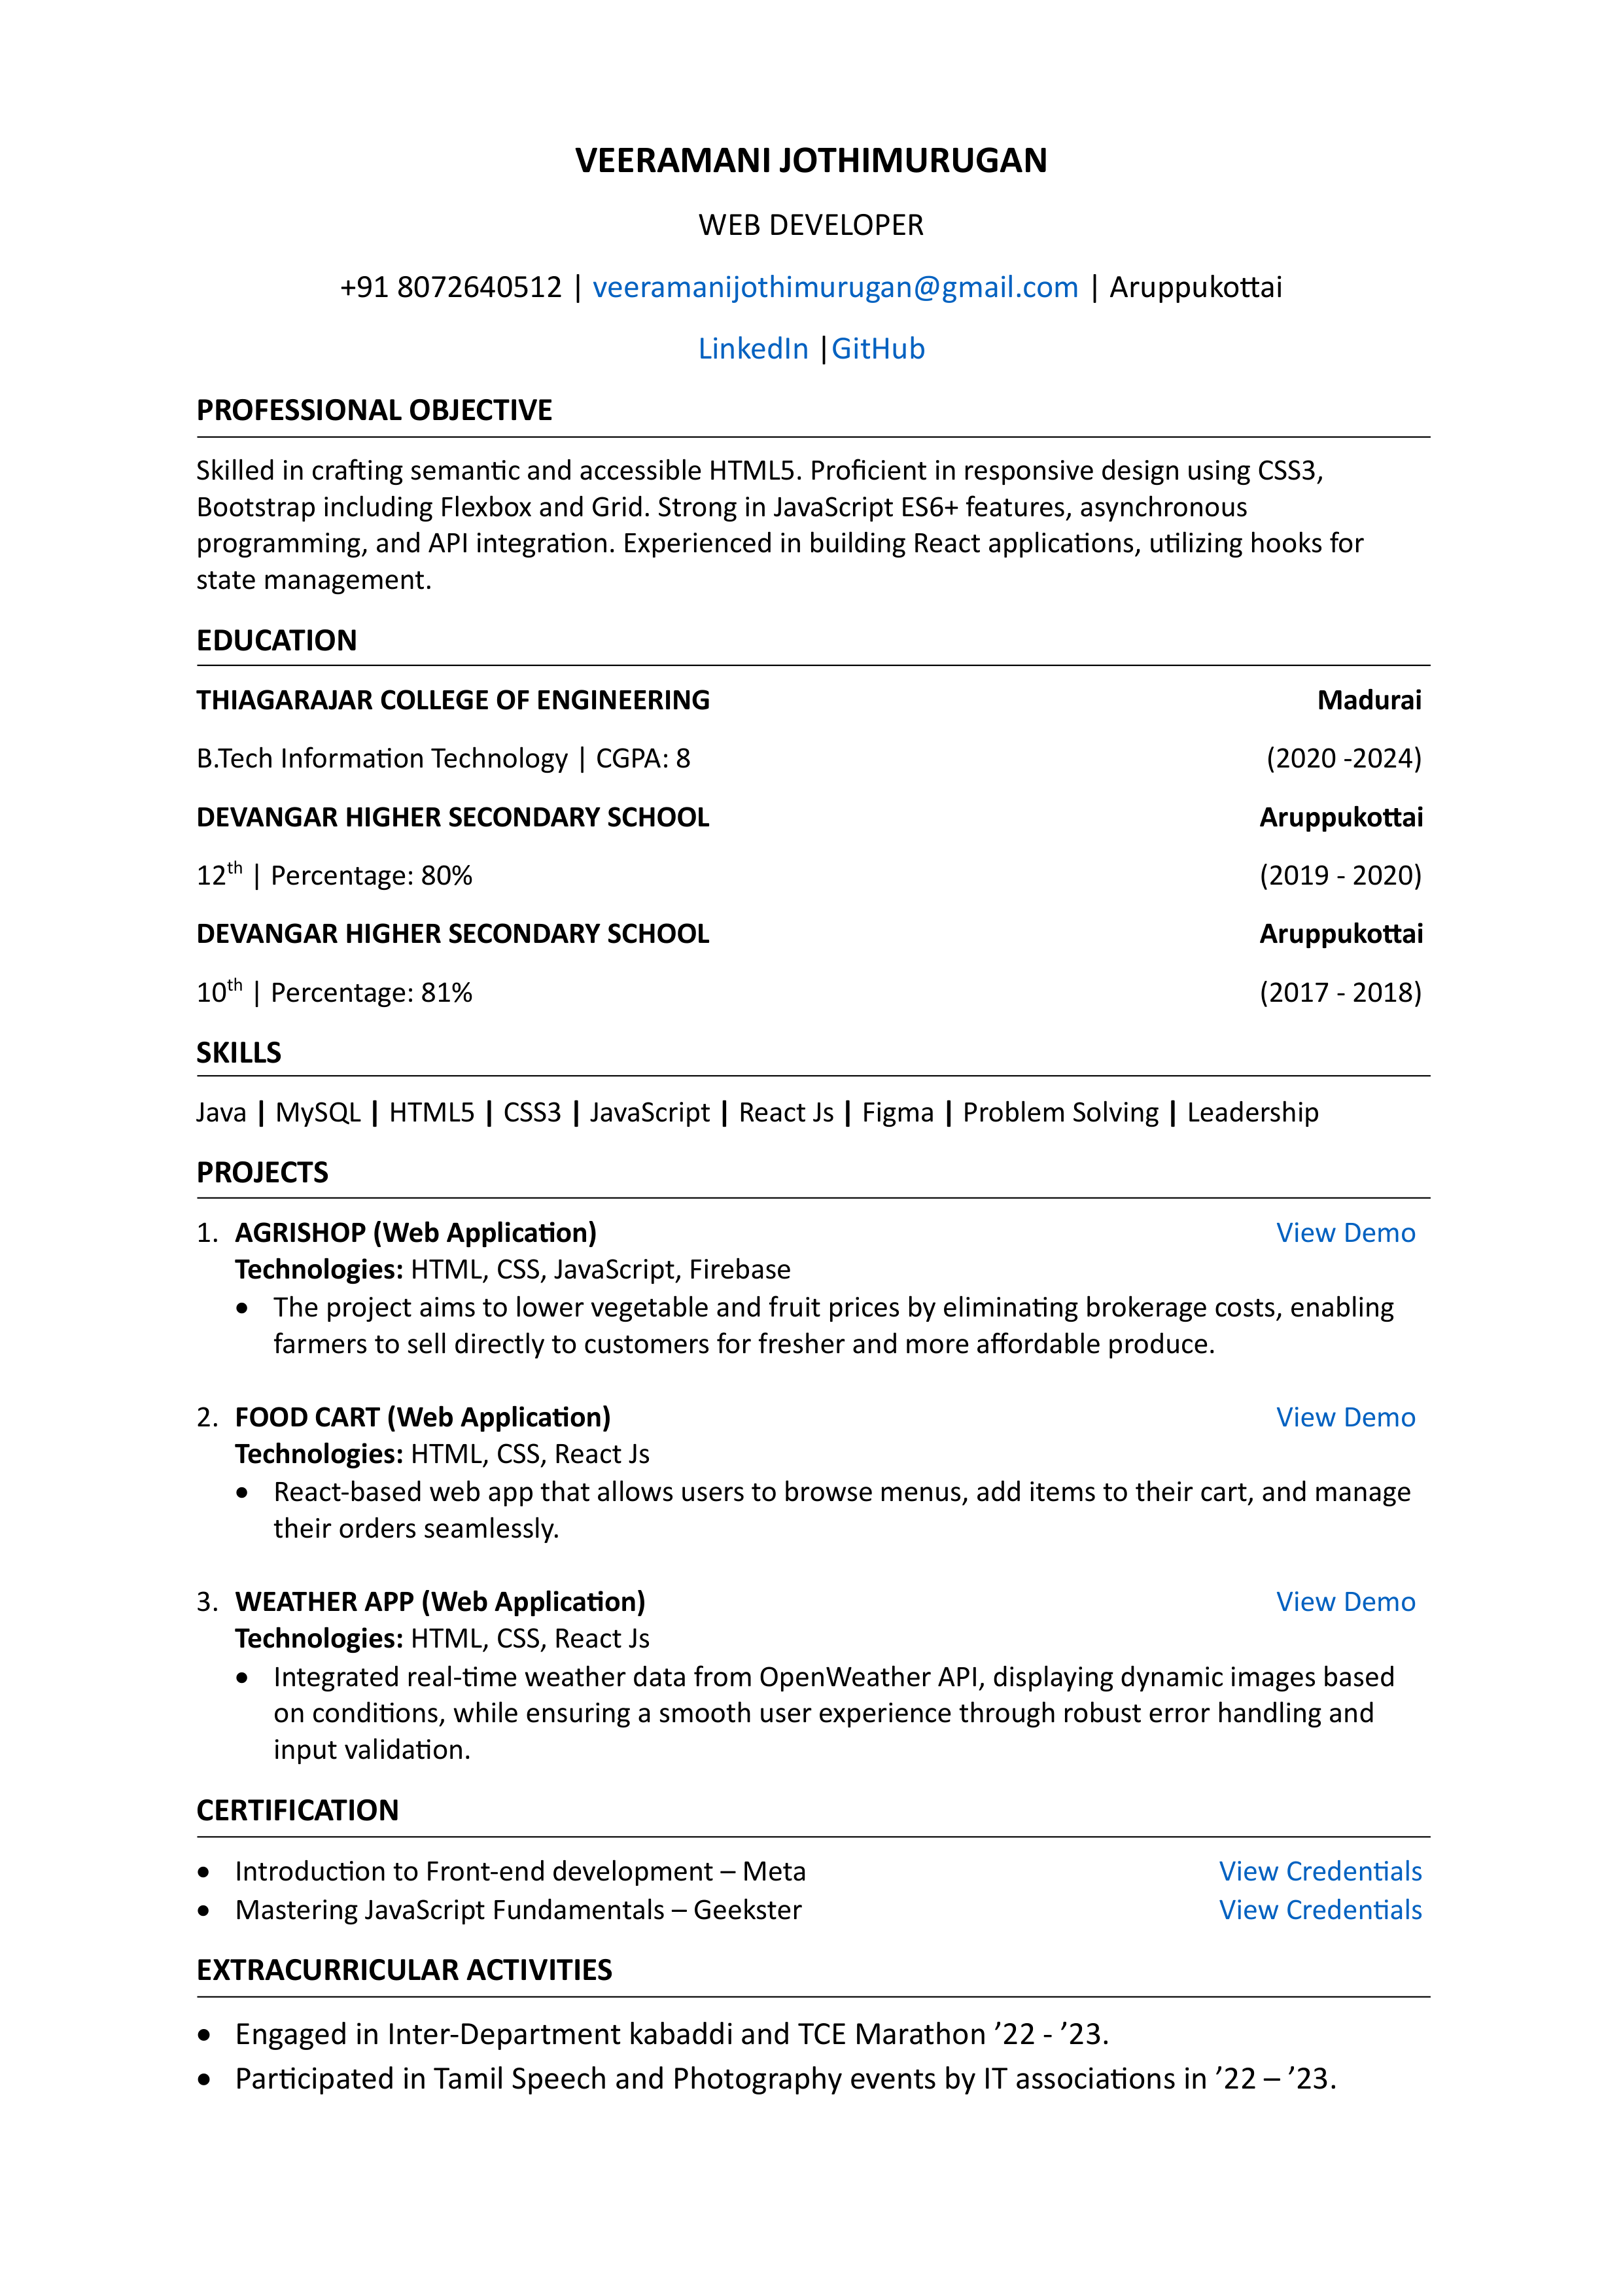 VEERAMANI JOTHIMURUGAN
WEB DEVELOPER
+91 8072640512 | veeramanijothimurugan@gmail.com | Aruppukottai
LinkedIn |GitHub
PROFESSIONAL OBJECTIVE
Skilled in crafting semantic and accessible HTML5. Proficient in responsive design using CSS3,
Bootstrap including Flexbox and Grid. Strong in JavaScript ES6+ features, asynchronous
programming, and API integration. Experienced in building React applications, utilizing hooks for
state management.
EDUCATION
THIAGARAJAR COLLEGE OF ENGINEERING Madurai
B.Tech Information Technology | CGPA: 8 (2020 -2024)
DEVANGAR HIGHER SECONDARY SCHOOL Aruppukottai
12th | Percentage: 80% (2019 - 2020)
DEVANGAR HIGHER SECONDARY SCHOOL Aruppukottai
10th | Percentage: 81% (2017 - 2018)
SKILLS
Java | MySQL | HTML5 | CSS3 | JavaScript | React Js | Figma | Problem Solving | Leadership
PROJECTS
1. AGRISHOP (Web Application) View Demo
Technologies: HTML, CSS, JavaScript, Firebase
• The project aims to lower vegetable and fruit prices by eliminating brokerage costs, enabling
farmers to sell directly to customers for fresher and more affordable produce.
2. FOOD CART (Web Application) View Demo
Technologies: HTML, CSS, React Js
• React-based web app that allows users to browse menus, add items to their cart, and manage
their orders seamlessly.
3. WEATHER APP (Web Application) View Demo
Technologies: HTML, CSS, React Js
• Integrated real-time weather data from OpenWeather API, displaying dynamic images based
on conditions, while ensuring a smooth user experience through robust error handling and
input validation.
CERTIFICATION
• Introduction to Front-end development – Meta View Credentials
• Mastering JavaScript Fundamentals – Geekster View Credentials
EXTRACURRICULAR ACTIVITIES
• Engaged in Inter-Department kabaddi and TCE Marathon ’22 - ’23.
• Participated in Tamil Speech and Photography events by IT associations in ’22 – ’23.